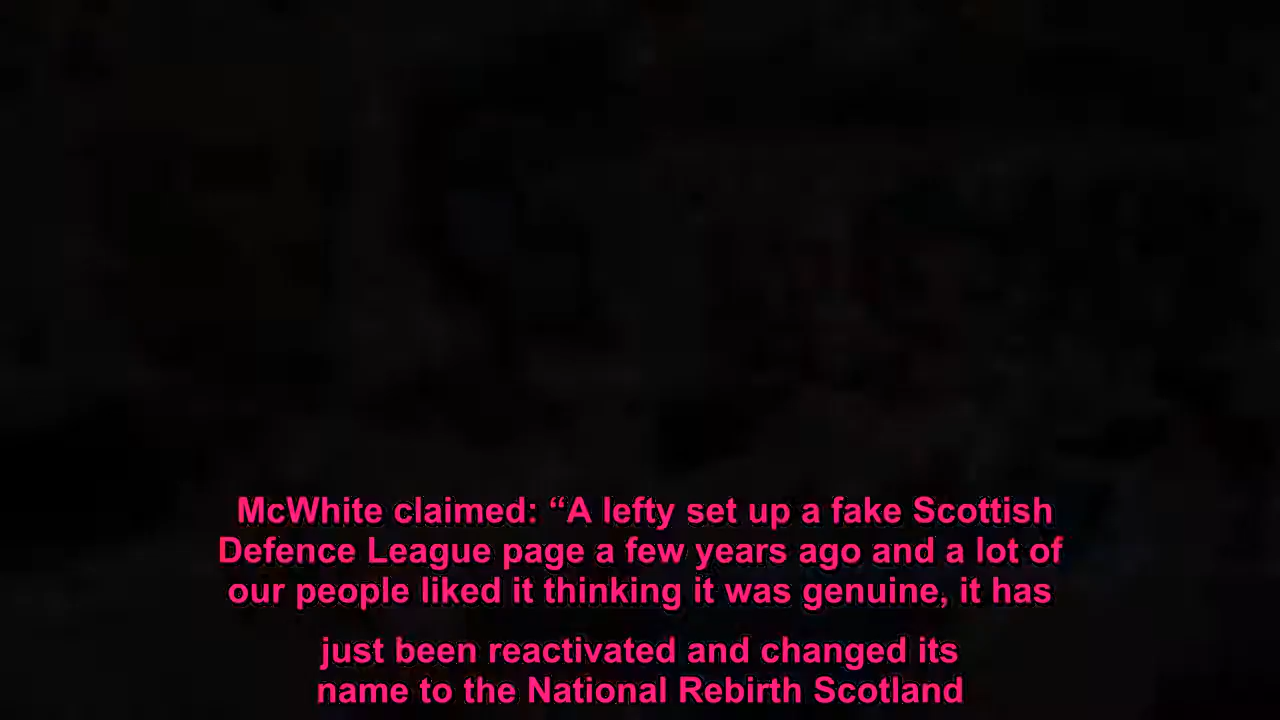 McWhite claimed: “A lefty set up a fake Scottish
Defence League page a few years ago and a lot of
our people liked it thinking it was genuine, it has
just been reactivated and changed its
name to the National Rebirth Scotland